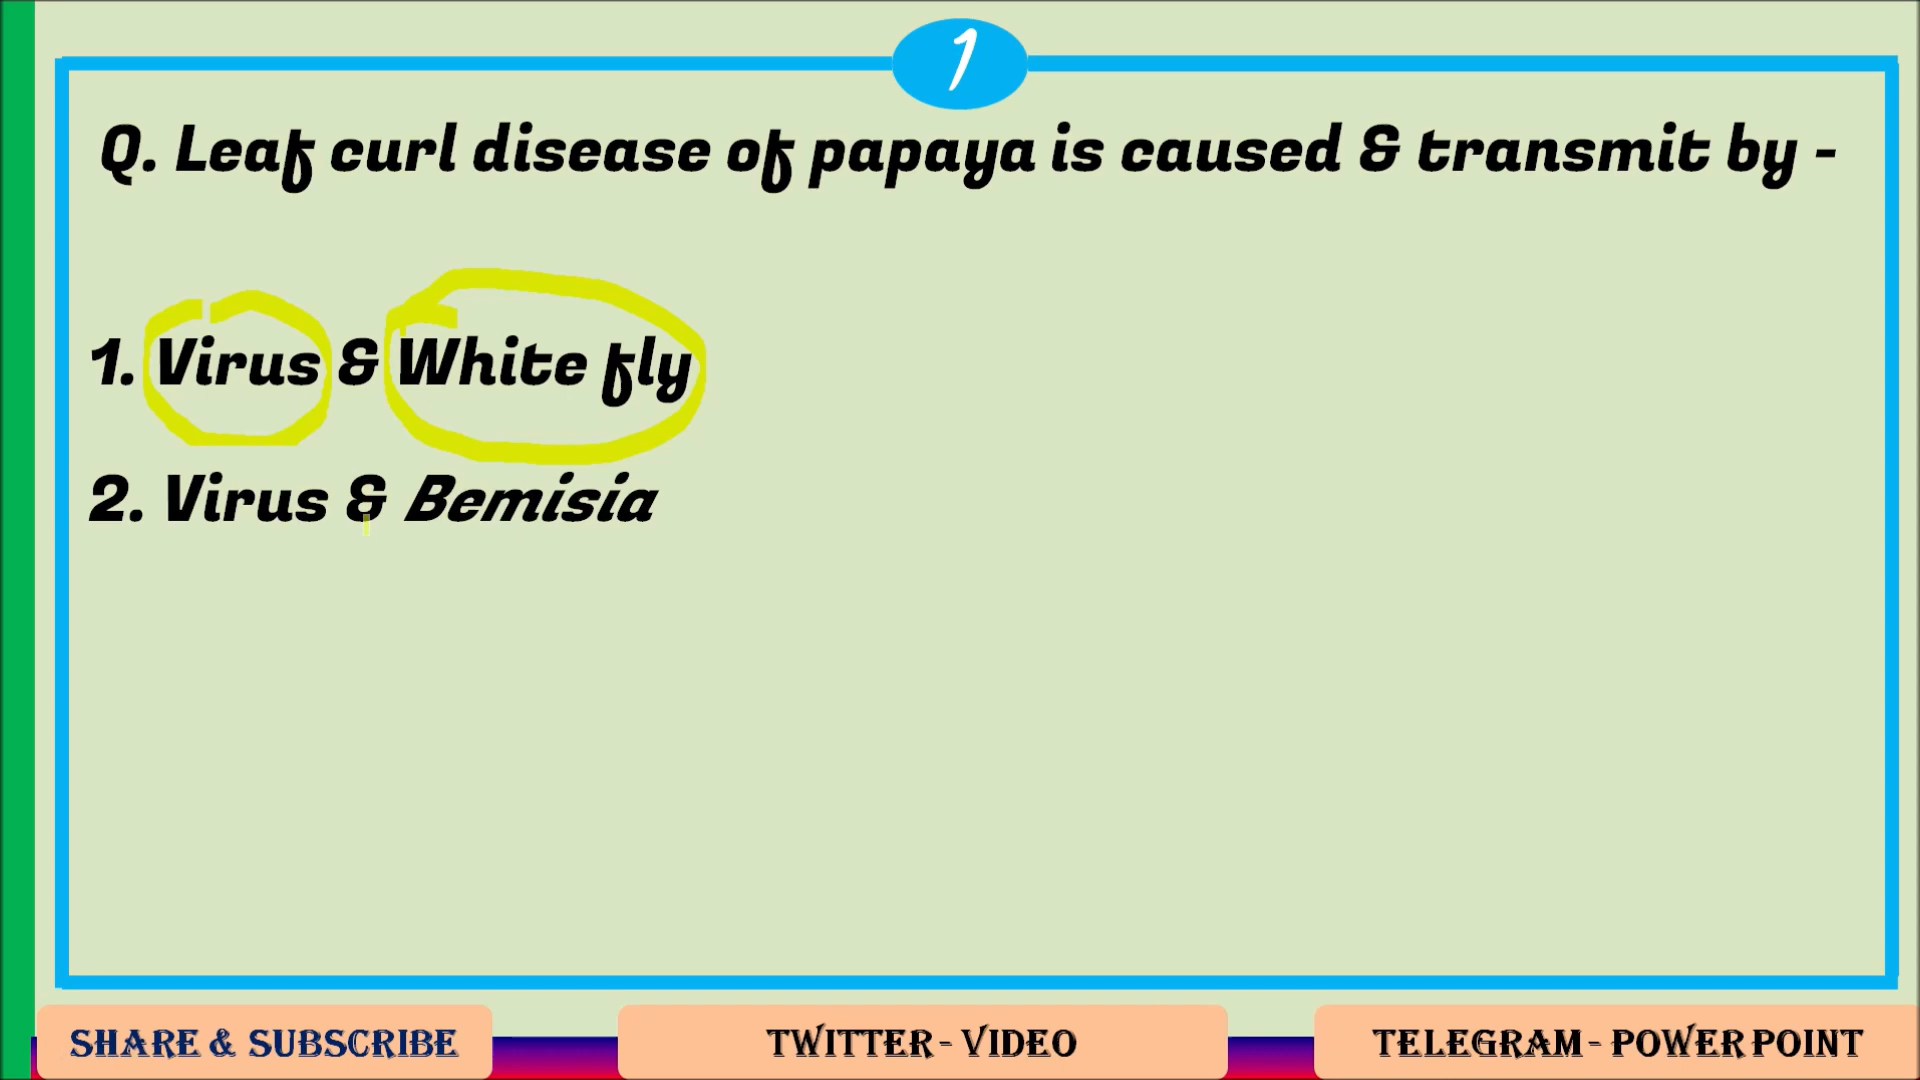 1
Q. Leaf curl disease of papaya is caused & transmit by -
1. Virus & White fly
2. Virus & Bemisia
SHARE & SUBSCRIBE
TWITTER - VIDEO
TELEGRAM - POWER POINT